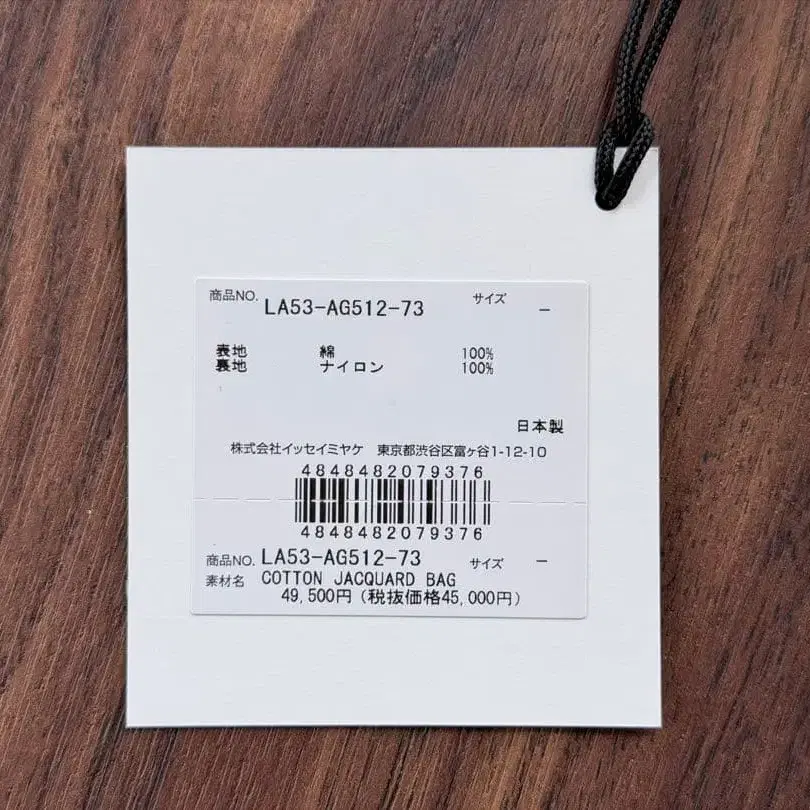 商品NO. LA53-AG512-73 サイズ －
表地 綿 100%
裏地 ナイロン 100%
日本製
株式会社イッセイミヤケ 東京都渋谷区富ヶ谷1-12-10
4848482079376
4848482079376
商品NO. LA53-AG512-73 サイズ －
素材名 COTTON JACQUARD BAG
49,500円(税抜価格45,000円)